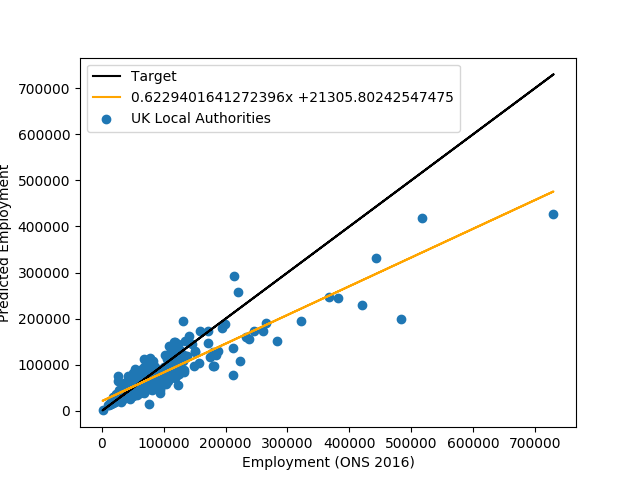 Target
0.6229401641272396x +21305.80242547475
UK Local Authorities
700000
600000
500000
400000
300000
200000
100000
0
Predicted Employment
0 100000 200000 300000 400000 500000 600000 700000
Employment (ONS 2016)